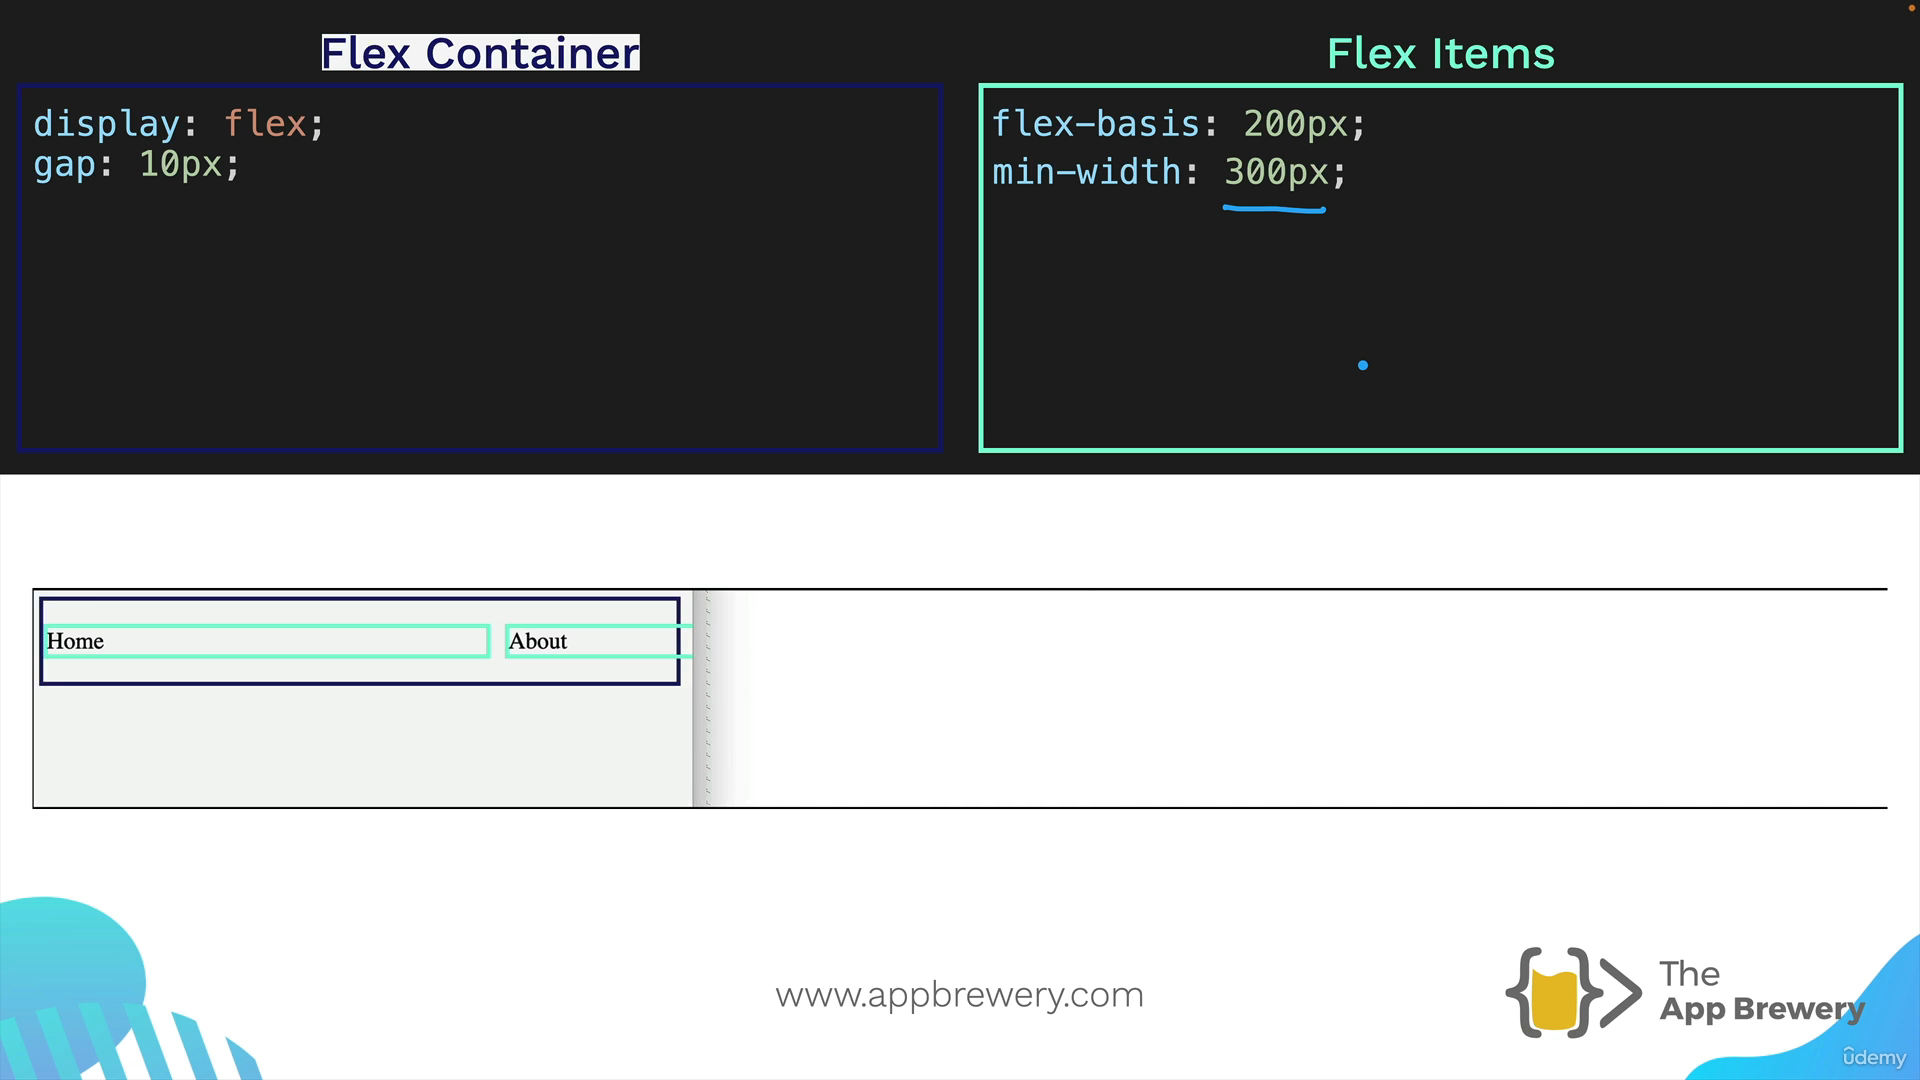 Flex Container
display: flex;
gap: 10px;
Flex Items
flex-basis: 200px;
min-width: 300px;
Home
About
www.appbrewery.com
The
App Brewery
ûdemy